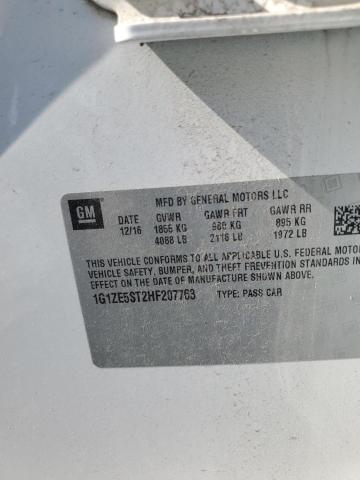 MFD BY GENERAL MOTORS LLC
GM DATE GVWR GAWR FRT GAWR RR
12/16 1855 KG 960 KG 895 KG
4088 LB 2116 LB 1972 LB
THIS VEHICLE CONFORMS TO ALL APPLICABLE U.S. FEDERAL MOTOR
VEHICLE SAFETY, BUMPER, AND THEFT PREVENTION STANDARDS IN
EFFECT ON THE DATE OF MANUFACTURE SHOWN ABOVE.
1G1ZE5ST2HF207763 TYPE: PASS CAR